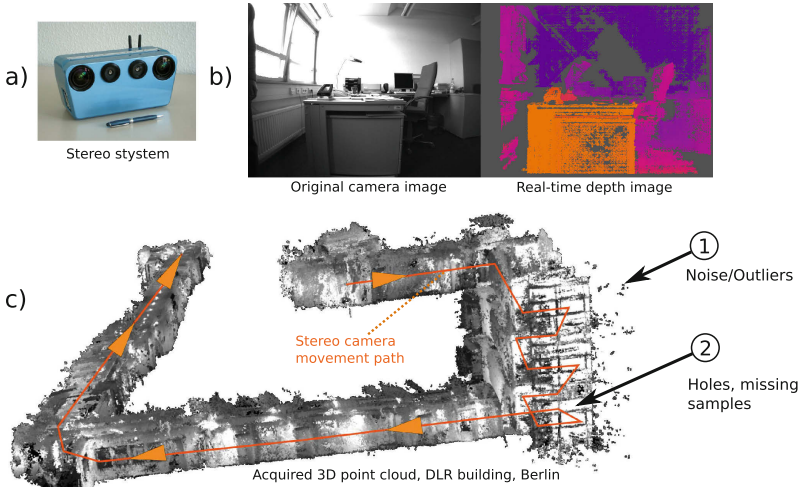 a)
Stereo stystem
b)
Original camera image
Real-time depth image
c)
Stereo camera
movement path
1
Noise/Outliers
2
Holes, missing
samples
Acquired 3D point cloud, DLR building, Berlin